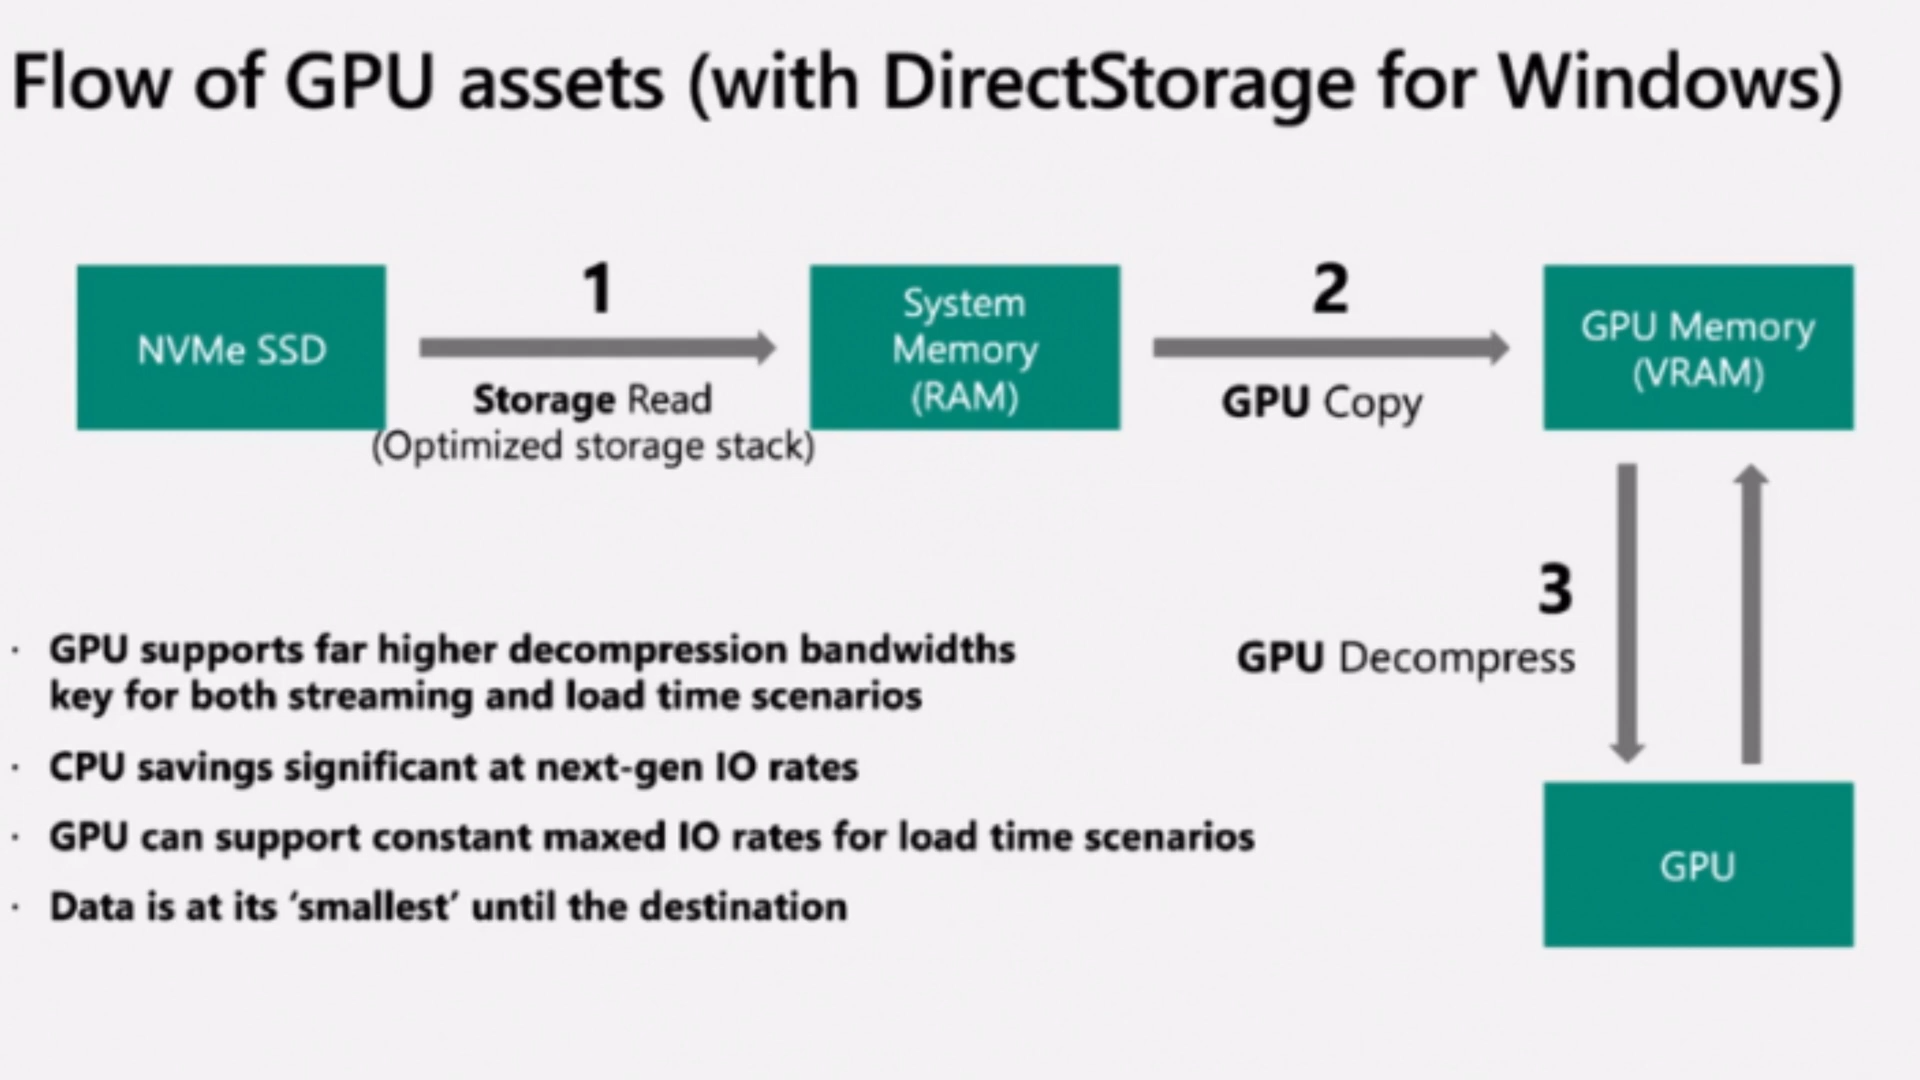 Flow of GPU assets (with DirectStorage for Windows)
NVMe SSD
1
Storage Read
(Optimized storage stack)
System
Memory
(RAM)
2
GPU Copy
GPU Memory
(VRAM)
3
GPU Decompress
GPU
· GPU supports far higher decompression bandwidths
key for both streaming and load time scenarios
· CPU savings significant at next-gen IO rates
· GPU can support constant maxed IO rates for load time scenarios
· Data is at its ‘smallest’ until the destination